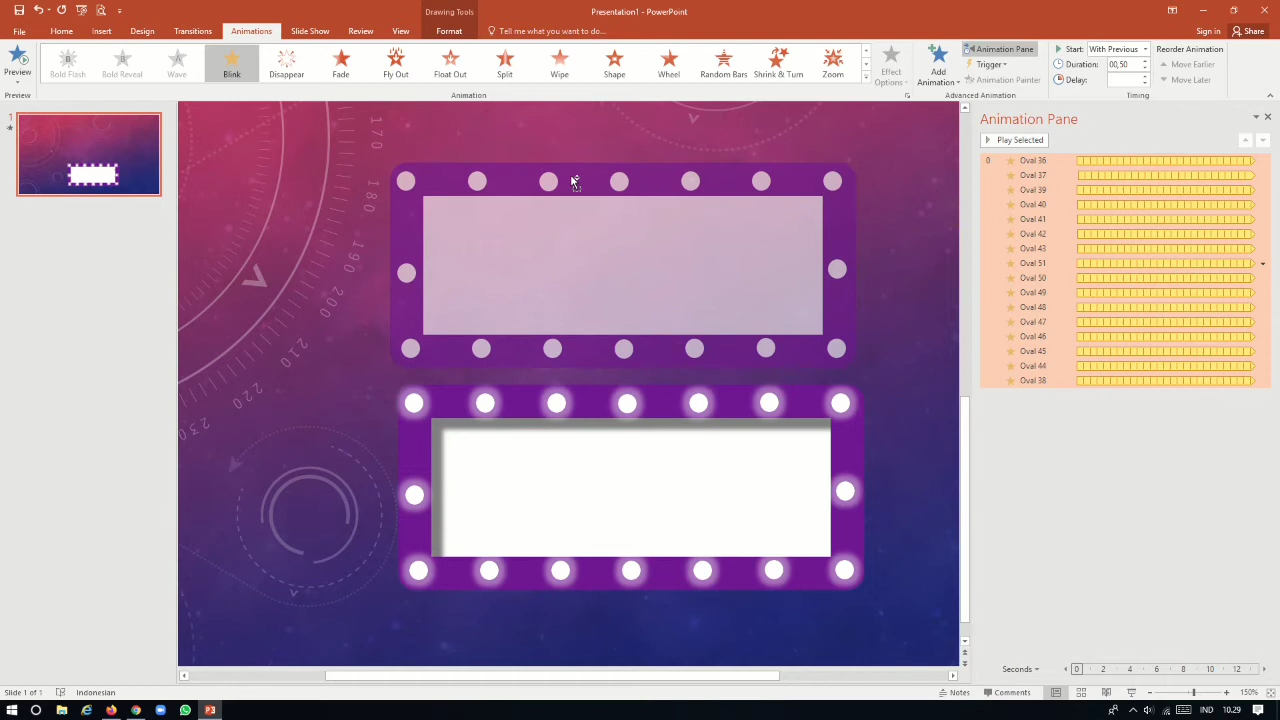 Drawing Tools
Presentation1 - PowerPoint
File
Home
Insert
Design
Transitions
Animations
Slide Show
Review
View
Format
Tell me what you want to do...
Sign in
Share
Preview
Bold Flash
Bold Reveal
Wave
Blink
Disappear
Fade
Fly Out
Float Out
Split
Wipe
Shape
Wheel
Random Bars
Shrink & Turn
Zoom
Effect
Options
Add
Animation
Animation Pane
Trigger
Animation Painter
Start:
With Previous
Duration:
00,50
Delay:
Reorder Animation
Move Earlier
Move Later
Preview
Animation
Advanced Animation
Timing
1
170
180
190
200
210
220
230
Animation Pane
Play Selected
0
Oval 36
Oval 37
Oval 39
Oval 40
Oval 41
Oval 42
Oval 43
Oval 51
Oval 50
Oval 49
Oval 48
Oval 47
Oval 46
Oval 45
Oval 44
Oval 38
Seconds
0
2
4
6
8
10
12
Slide 1 of 1
Indonesian
Notes
Comments
150%
IND
10.29